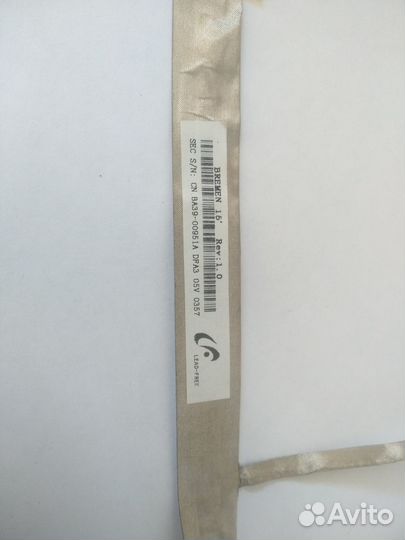 BREMEN 15' Rev:1.0
SEC S/N: CN BA39-00951A DPA3 05V 0357
LEAD-FREE
Avito